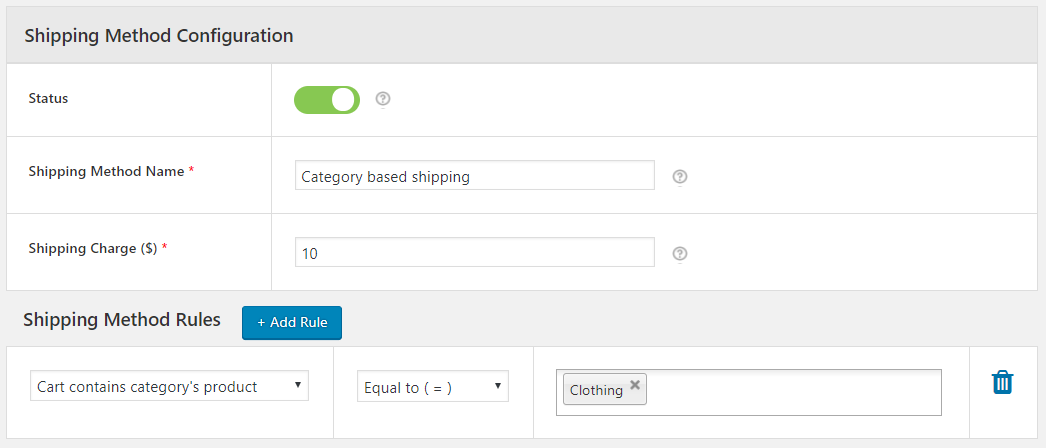 Shipping Method Configuration
Status
Shipping Method Name *
Category based shipping
Shipping Charge ($) *
10
Shipping Method Rules
+ Add Rule
Cart contains category's product
Equal to ( = )
Clothing ×